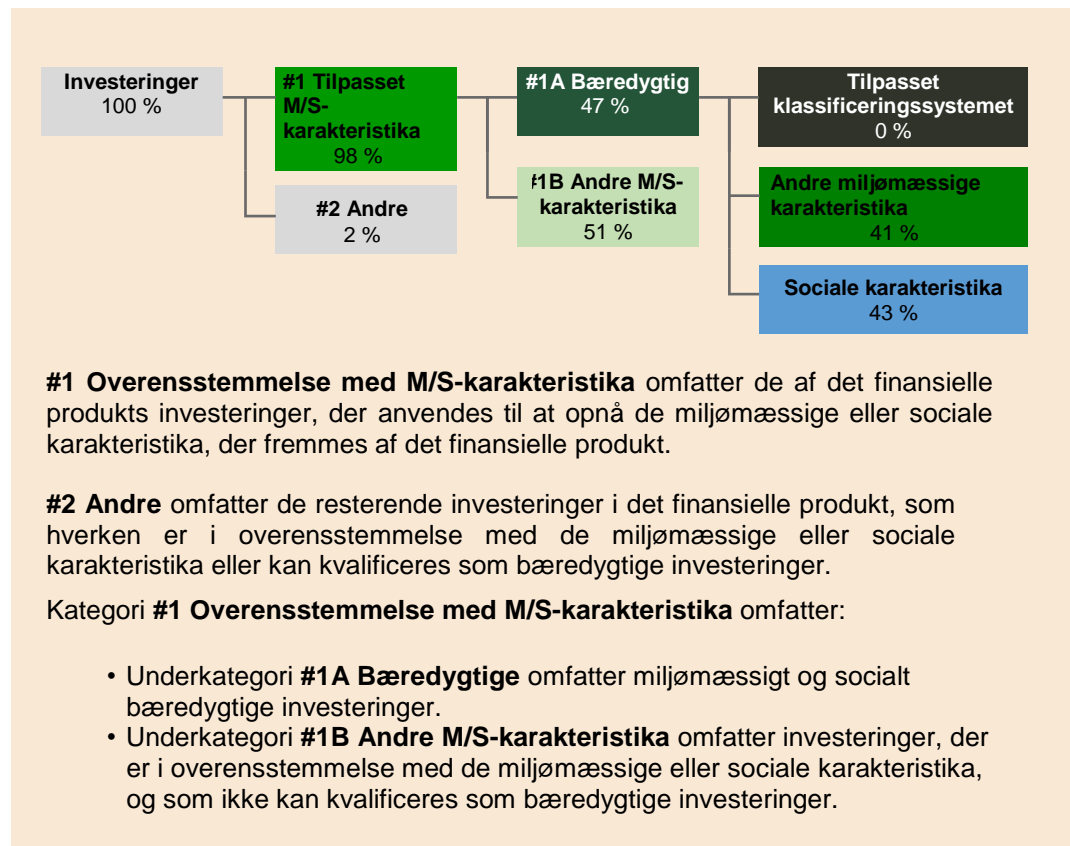 Investeringer
100 %
#1 Tilpasset
M/S-
karakteristika
98 %
#2 Andre
2 %
#1A Bæredygtig
47 %
#1B Andre M/S-
karakteristika
51 %
Tilpasset
klassificeringssystemet
0 %
Andre miljømæssige
karakteristika
41 %
Sociale karakteristika
43 %
#1 Overensstemmelse med M/S-karakteristika omfatter de af det finansielle
produkts investeringer, der anvendes til at opnå de miljømæssige eller sociale
karakteristika, der fremmes af det finansielle produkt.
#2 Andre omfatter de resterende investeringer i det finansielle produkt, som
hverken er i overensstemmelse med de miljømæssige eller sociale
karakteristika eller kan kvalificeres som bæredygtige investeringer.
Kategori #1 Overensstemmelse med M/S-karakteristika omfatter:
• Underkategori #1A Bæredygtige omfatter miljømæssigt og socialt
bæredygtige investeringer.
• Underkategori #1B Andre M/S-karakteristika omfatter investeringer, der
er i overensstemmelse med de miljømæssige eller sociale karakteristika,
og som ikke kan kvalificeres som bæredygtige investeringer.